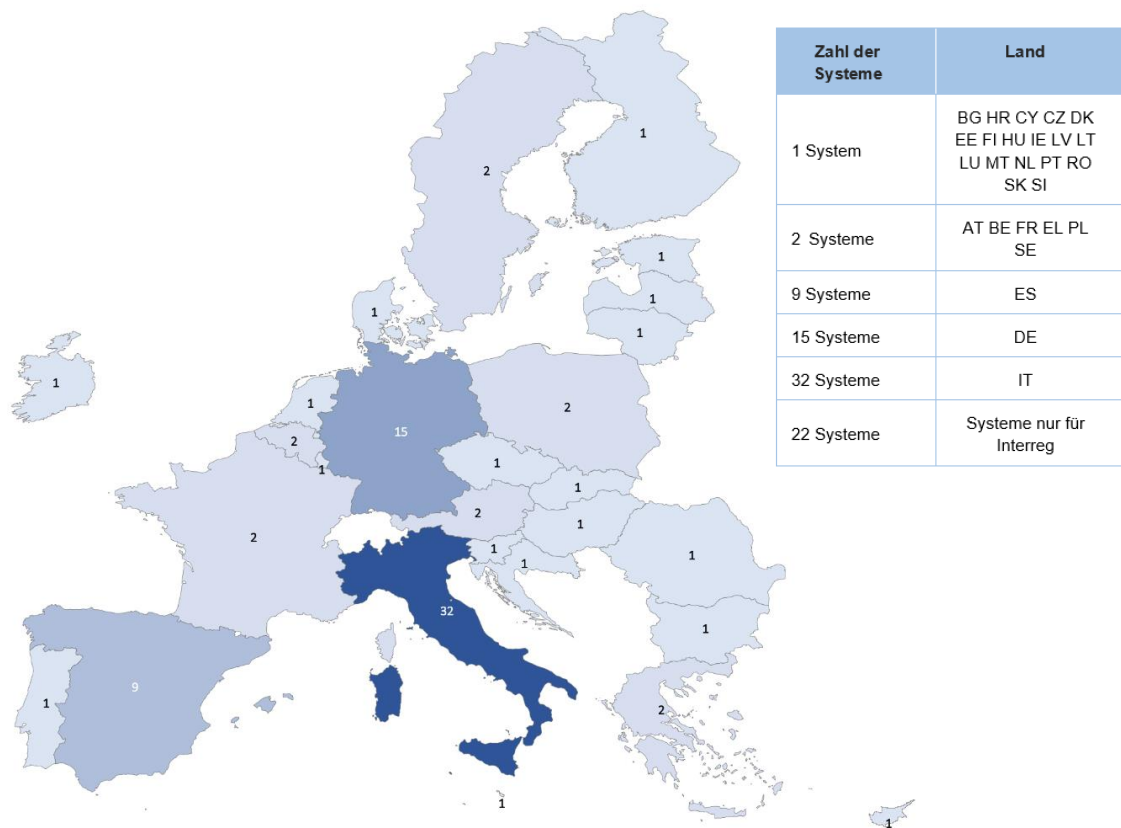 Zahl der
Systeme
Land
1 System
BG HR CY CZ DK
EE FI HU IE LV LT
LU MT NL PT RO
SK SI
2 Systeme
AT BE FR EL PL
SE
9 Systeme
ES
15 Systeme
DE
32 Systeme
IT
22 Systeme
Systeme nur für
Interreg
1
2
1
1
1
1
1
1
2
15
2
1
1
1
2
1
2
1
1
1
1
32
1
9
1
2
1
1